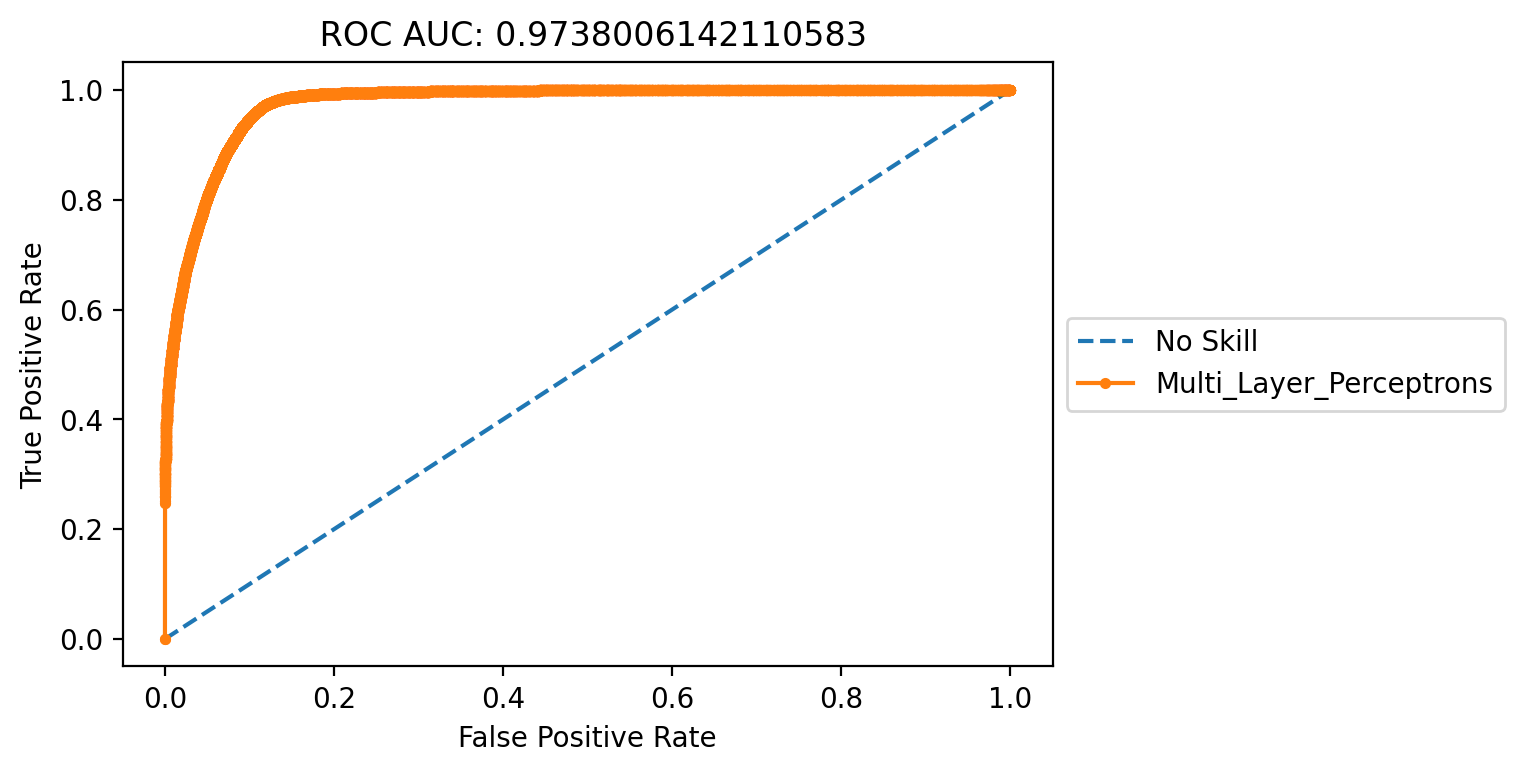 ROC AUC: 0.9738006142110583
1.0
0.8
0.6
0.4
0.2
0.0
True Positive Rate
0.0 0.2 0.4 0.6 0.8 1.0
False Positive Rate
No Skill
Multi_Layer_Perceptrons